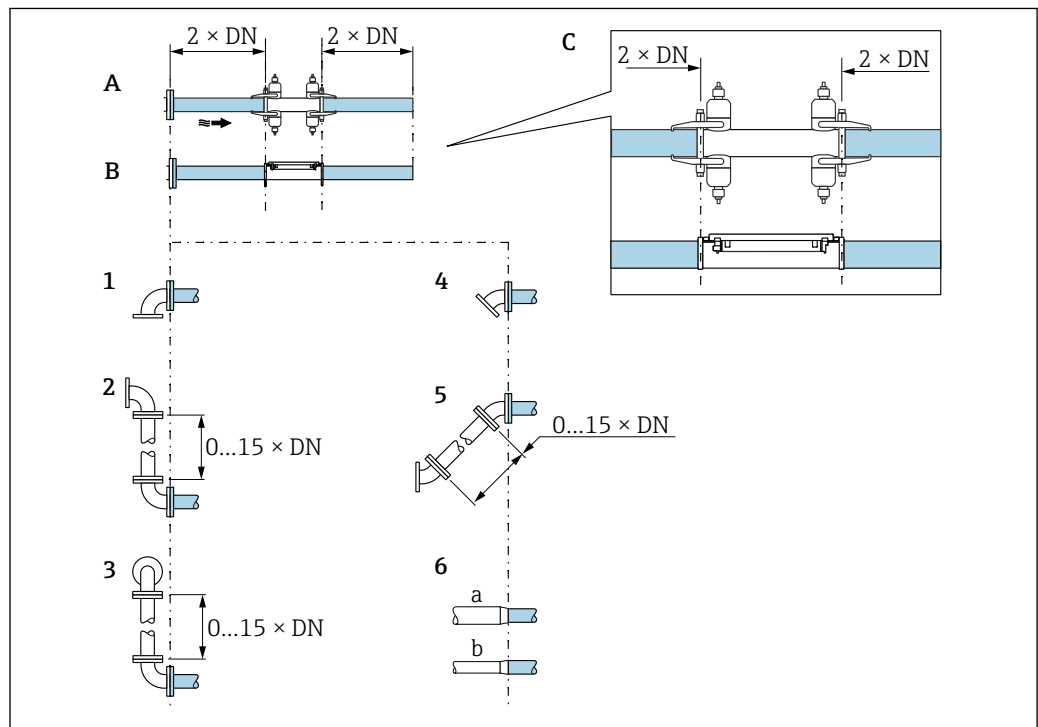 2 × DN 2 × DN C
2 × DN 2 × DN
A
B
1 4
2 5
0...15 × DN
0...15 × DN
3 6
a
0...15 × DN
b